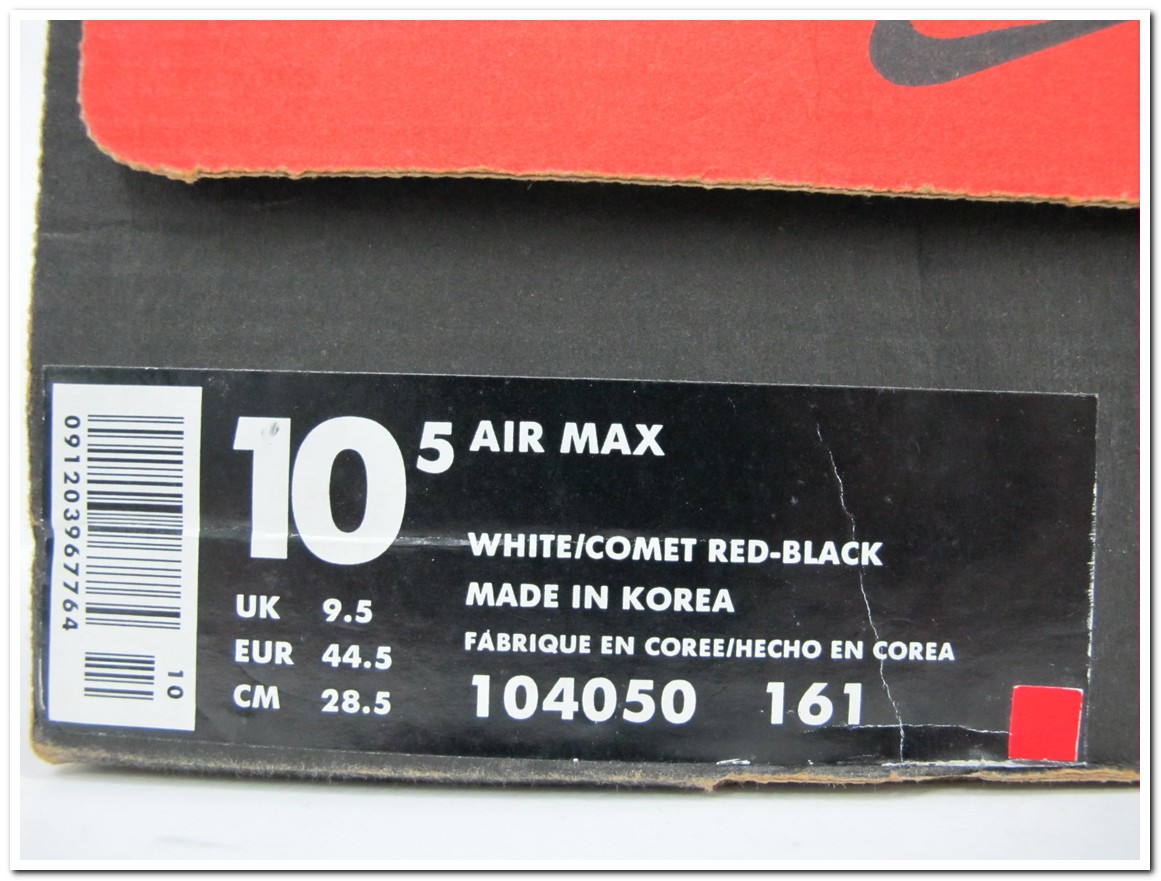 091203967764
10
10 5 AIR MAX
WHITE/COMET RED-BLACK
MADE IN KOREA
FABRIQUE EN COREE/HECHO EN COREA
104050 161
UK 9.5
EUR 44.5
CM 28.5